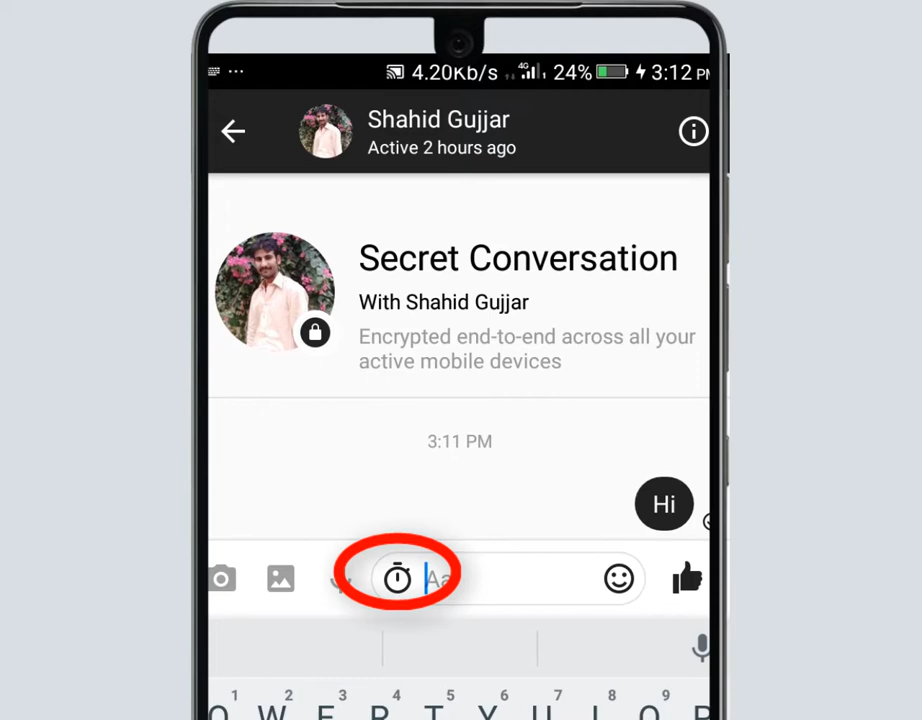 4.20Kb/s 4G 24% 3:12 PM
Shahid Gujjar
Active 2 hours ago
Secret Conversation
With Shahid Gujjar
Encrypted end-to-end across all your
active mobile devices
3:11 PM
Hi
Aa
1 2 3 4 5 6 7 8 9
Q W E R T Y U I O P